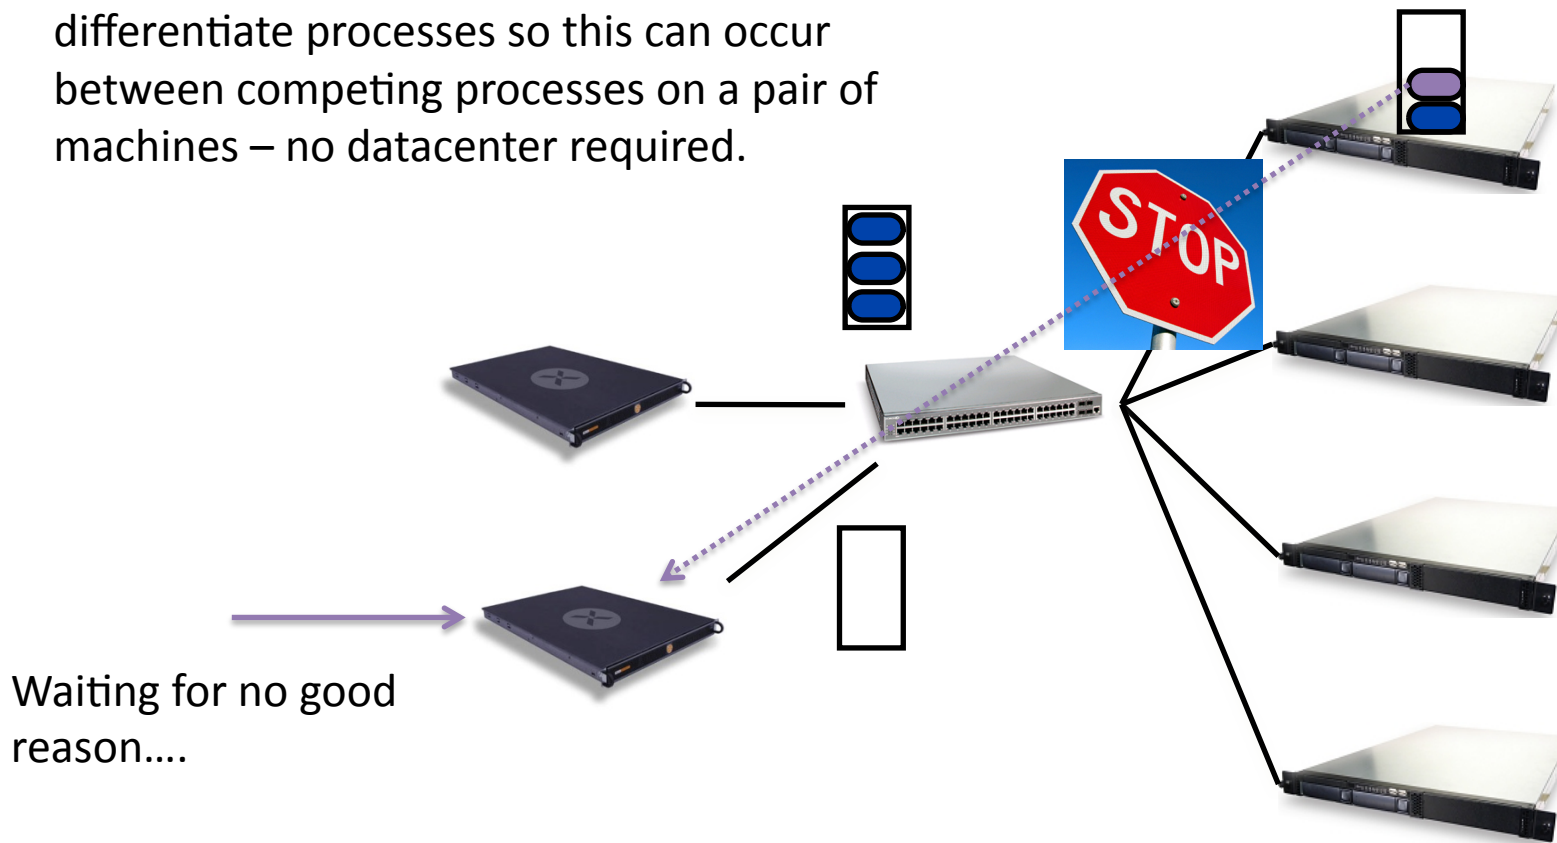 differentiate processes so this can occur
between competing processes on a pair of
machines – no datacenter required.
STOP
Waiting for no good
reason….